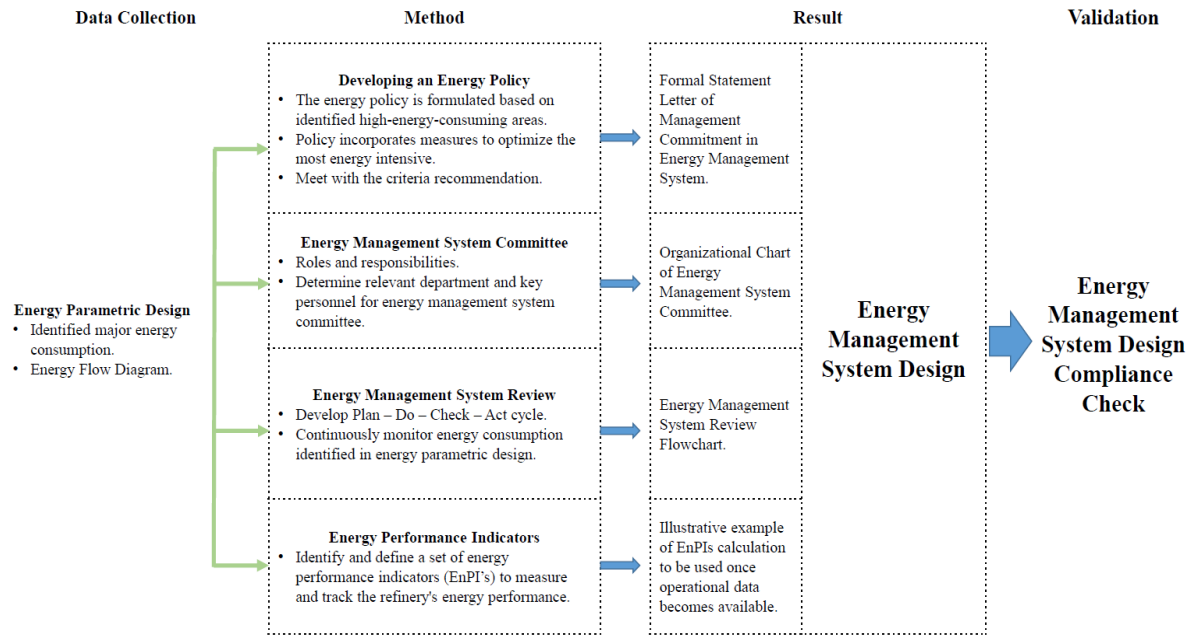 Data Collection
Method
Result
Validation
Energy Parametric Design
• Identified major energy
consumption.
• Energy Flow Diagram.
Developing an Energy Policy
• The energy policy is formulated based on
identified high-energy-consuming areas.
• Policy incorporates measures to optimize the
most energy intensive.
• Meet with the criteria recommendation.
Formal Statement
Letter of
Management
Commitment in
Energy Management
System.
Energy Management System Committee
• Roles and responsibilities.
• Determine relevant department and key
personnel for energy management system
committee.
Organizational Chart
of Energy
Management System
Committee.
Energy Management System Review
• Develop Plan – Do – Check – Act cycle.
• Continuously monitor energy consumption
identified in energy parametric design.
Energy Management
System Review
Flowchart.
Energy Performance Indicators
• Identify and define a set of energy
performance indicators (EnPI’s) to measure
and track the refinery's energy performance.
Illustrative example
of EnPIs calculation
to be used once
operational data
becomes available.
Energy
Management
System Design
Energy
Management
System Design
Compliance
Check